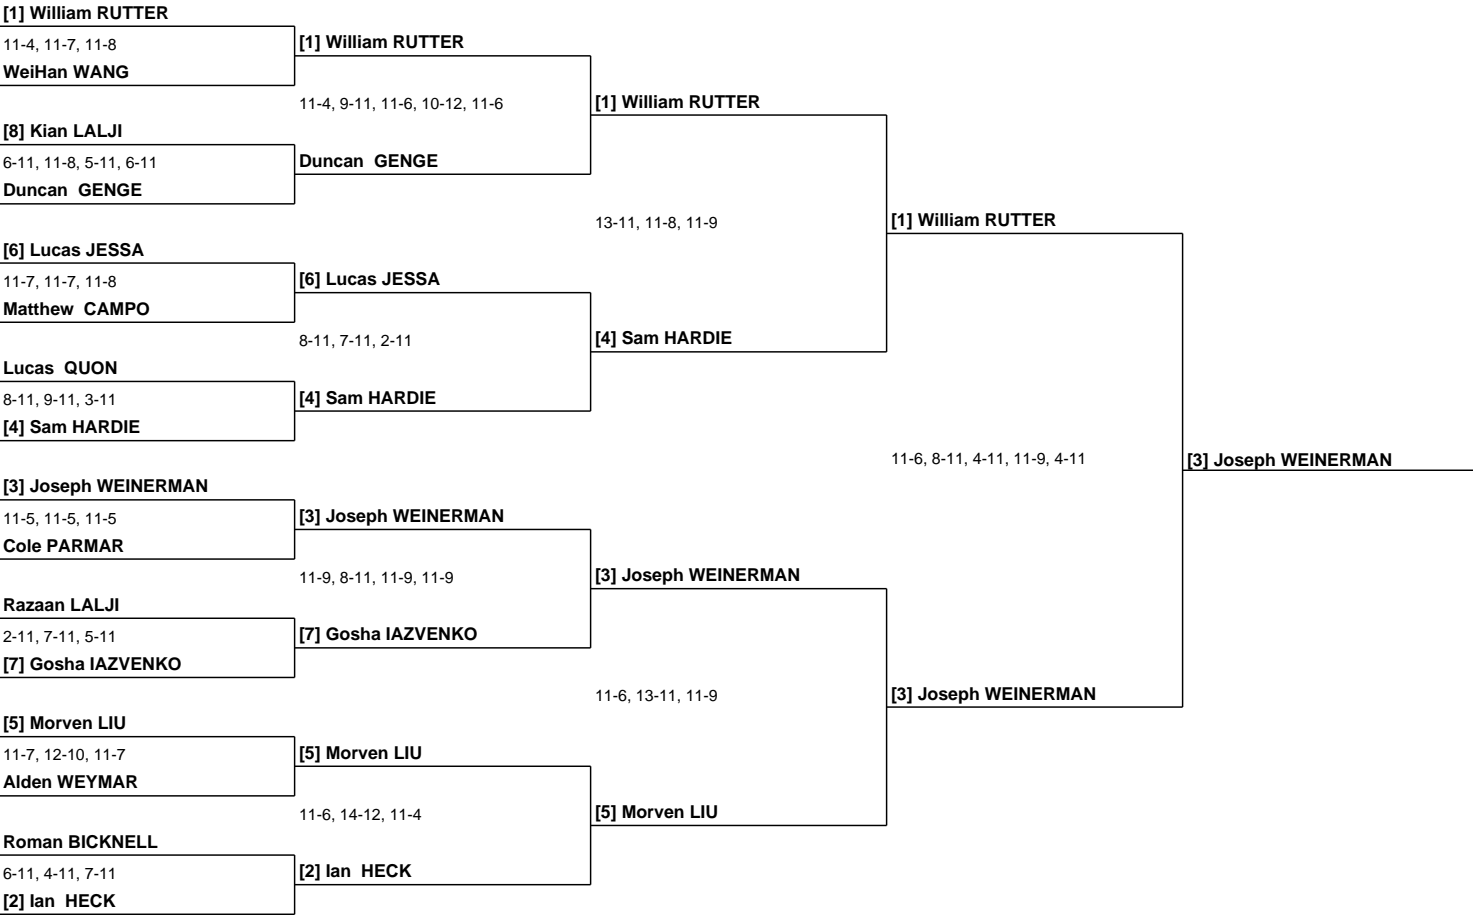 [1] William RUTTER
11-4, 11-7, 11-8
WeiHan WANG
[8] Kian LALJI
6-11, 11-8, 5-11, 6-11
Duncan  GENGE
[6] Lucas JESSA
11-7, 11-7, 11-8
Matthew  CAMPO
Lucas  QUON
8-11, 9-11, 3-11
[4] Sam HARDIE
[3] Joseph WEINERMAN
11-5, 11-5, 11-5
Cole PARMAR
Razaan LALJI
2-11, 7-11, 5-11
[7] Gosha IAZVENKO
[5] Morven LIU
11-7, 12-10, 11-7
Alden WEYMAR
Roman BICKNELL
6-11, 4-11, 7-11
[2] Ian  HECK
[1] William RUTTER
11-4, 9-11, 11-6, 10-12, 11-6
Duncan  GENGE
[6] Lucas JESSA
8-11, 7-11, 2-11
[4] Sam HARDIE
[3] Joseph WEINERMAN
11-9, 8-11, 11-9, 11-9
[7] Gosha IAZVENKO
[5] Morven LIU
11-6, 14-12, 11-4
[2] Ian  HECK
[1] William RUTTER
13-11, 11-8, 11-9
[4] Sam HARDIE
[3] Joseph WEINERMAN
11-6, 13-11, 11-9
[5] Morven LIU
[1] William RUTTER
11-6, 8-11, 4-11, 11-9, 4-11
[3] Joseph WEINERMAN
[3] Joseph WEINERMAN